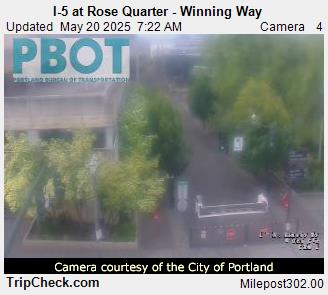 I-5 at Rose Quarter - Winning Way
Updated May 20 2025 7:22 AM Camera 4
PBOT
PORTLAND BUREAU OF TRANSPORTATION
Camera courtesy of the City of Portland
TripCheck.com Milepost302.00